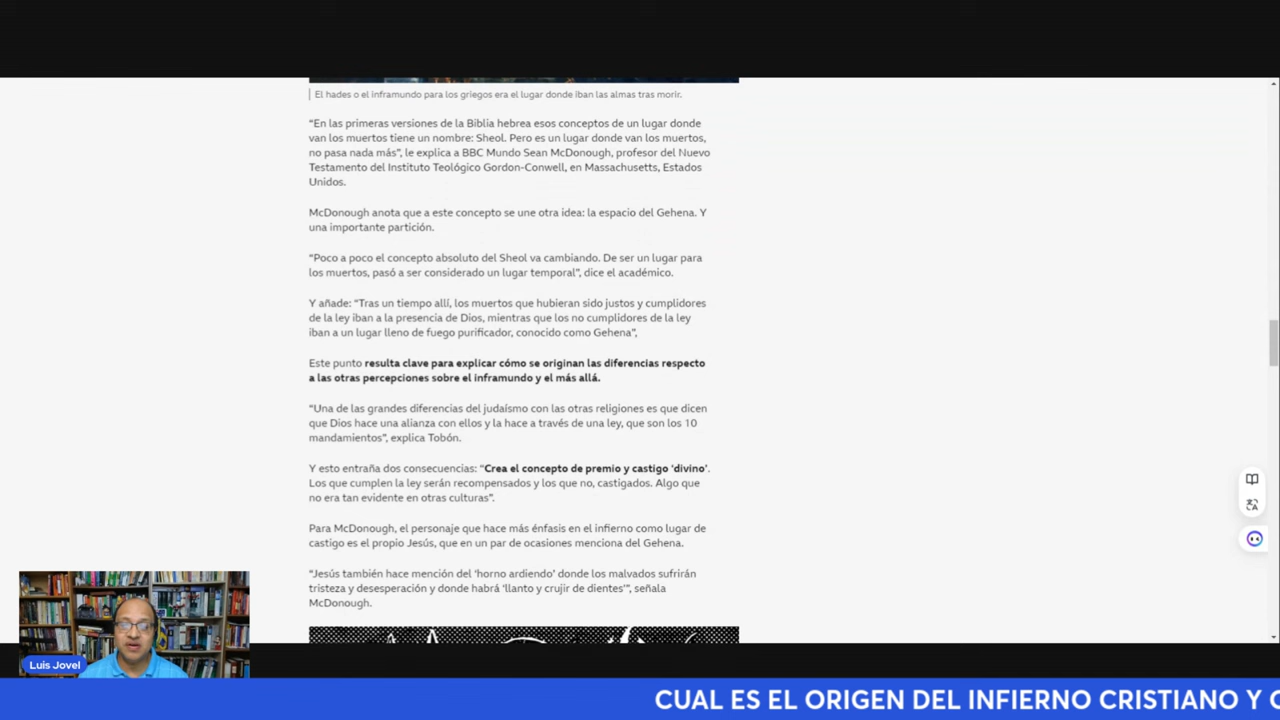 El hades o el inframundo para los griegos era el lugar donde iban las almas tras morir.
“En las primeras versiones de la Biblia hebrea esos conceptos de un lugar donde
van los muertos tiene un nombre: Sheol. Pero es un lugar donde van los muertos,
no pasa nada más”, le explica a BBC Mundo Sean McDonough, profesor del Nuevo
Testamento del Instituto Teológico Gordon-Conwell, en Massachusetts, Estados
Unidos.
McDonough anota que a este concepto se une otra idea: la espacio del Gehena. Y
una importante partición.
“Poco a poco el concepto absoluto del Sheol va cambiando. De ser un lugar para
los muertos, pasó a ser considerado un lugar temporal”, dice el académico.
Y añade: “Tras un tiempo allí, los muertos que hubieran sido justos y cumplidores
de la ley iban a la presencia de Dios, mientras que los no cumplidores de la ley
iban a un lugar lleno de fuego purificador, conocido como Gehena”,
Este punto resulta clave para explicar cómo se originan las diferencias respecto
a las otras percepciones sobre el inframundo y el más allá.
“Una de las grandes diferencias del judaísmo con las otras religiones es que dicen
que Dios hace una alianza con ellos y la hace a través de una ley, que son los 10
mandamientos”, explica Tobón.
Y esto entraña dos consecuencias: “Crea el concepto de premio y castigo ‘divino’.
Los que cumplen la ley serán recompensados y los que no, castigados. Algo que
no era tan evidente en otras culturas”.
Para McDonough, el personaje que hace más énfasis en el infierno como lugar de
castigo es el propio Jesús, que en un par de ocasiones menciona del Gehena.
“Jesús también hace mención del ‘horno ardiendo’ donde los malvados sufrirán
tristeza y desesperación y donde habrá ‘llanto y crujir de dientes’”, señala
McDonough.
Luis Jovel
CUAL ES EL ORIGEN DEL INFIERNO CRISTIANO Y